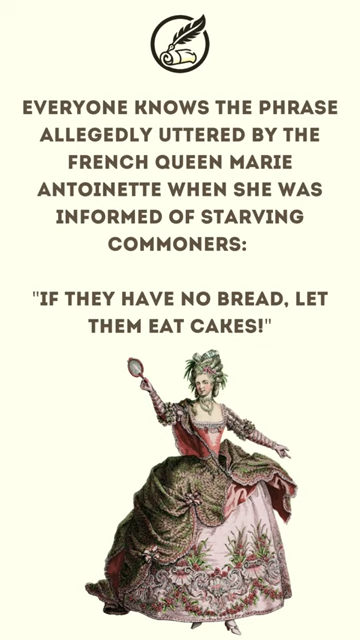 EVERYONE KNOWS THE PHRASE
ALLEGEDLY UTTERED BY THE
FRENCH QUEEN MARIE
ANTOINETTE WHEN SHE WAS
INFORMED OF STARVING
COMMONERS:
"IF THEY HAVE NO BREAD, LET
THEM EAT CAKES!"